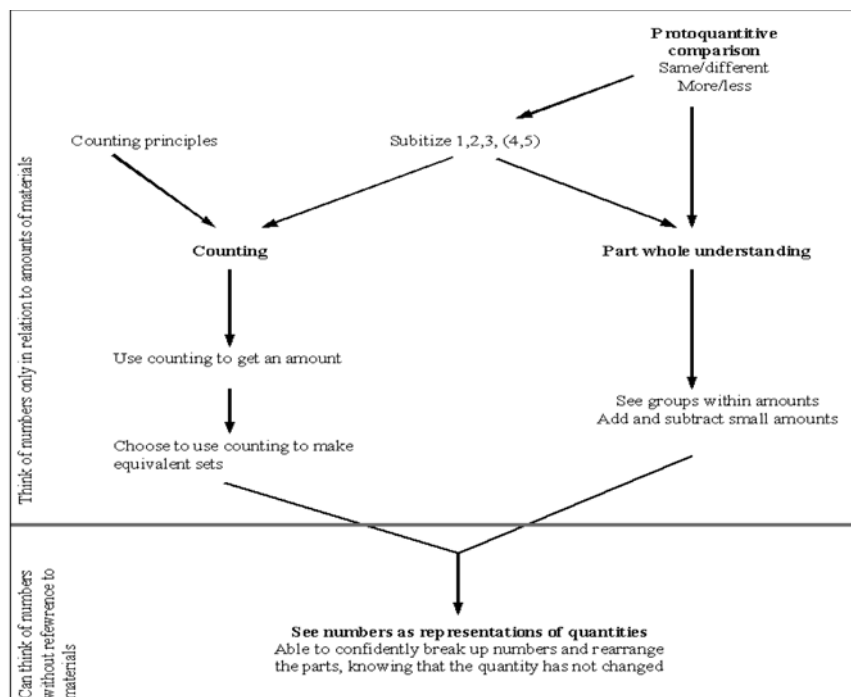 Protoquantitive
comparison
Same/different
More/less
Counting principles
Subitize 1,2,3, (4,5)
Counting
Part whole understanding
Use counting to get an amount
See groups within amounts
Add and subtract small amounts
Choose to use counting to make
equivalent sets
Think of numbers only in relation to amounts of materials
See numbers as representations of quantities
Able to confidently break up numbers and rearrange
the parts, knowing that the quantity has not changed
Can think of numbers
without refewrence to
materials